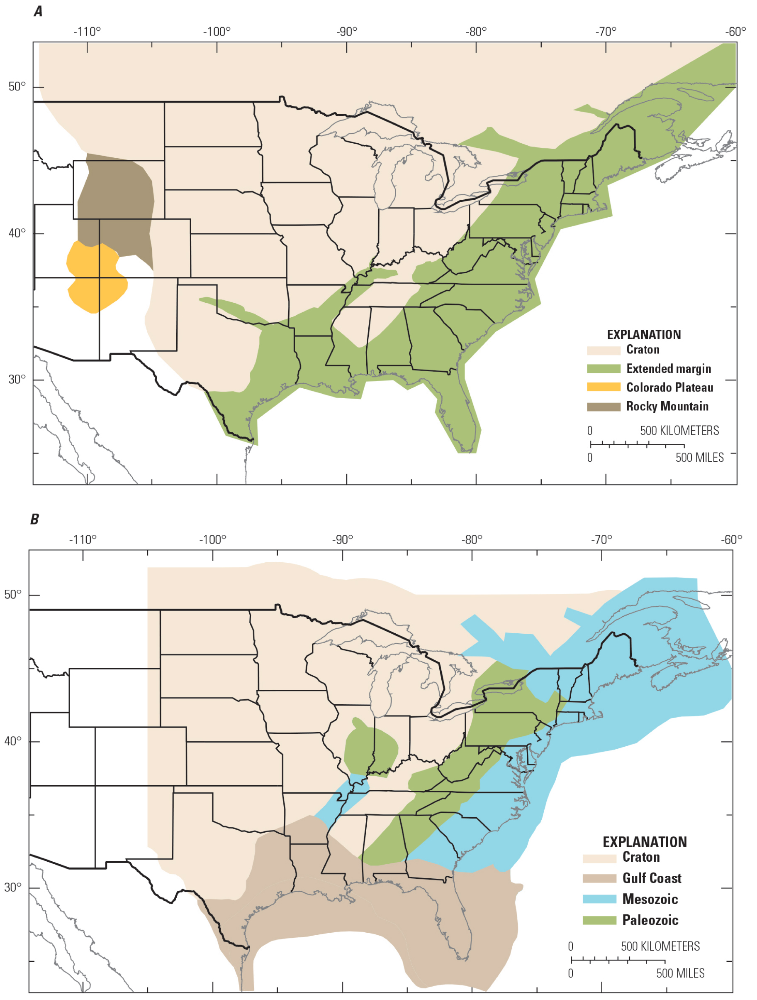 A
-110° -100° -90° -80° -70° -60°
50°
40°
30°
EXPLANATION
Craton
Extended margin
Colorado Plateau
Rocky Mountain
0 500 KILOMETERS
0 500 MILES
B
-110° -100° -90° -80° -70° -60°
50°
40°
30°
EXPLANATION
Craton
Gulf Coast
Mesozoic
Paleozoic
0 500 KILOMETERS
0 500 MILES